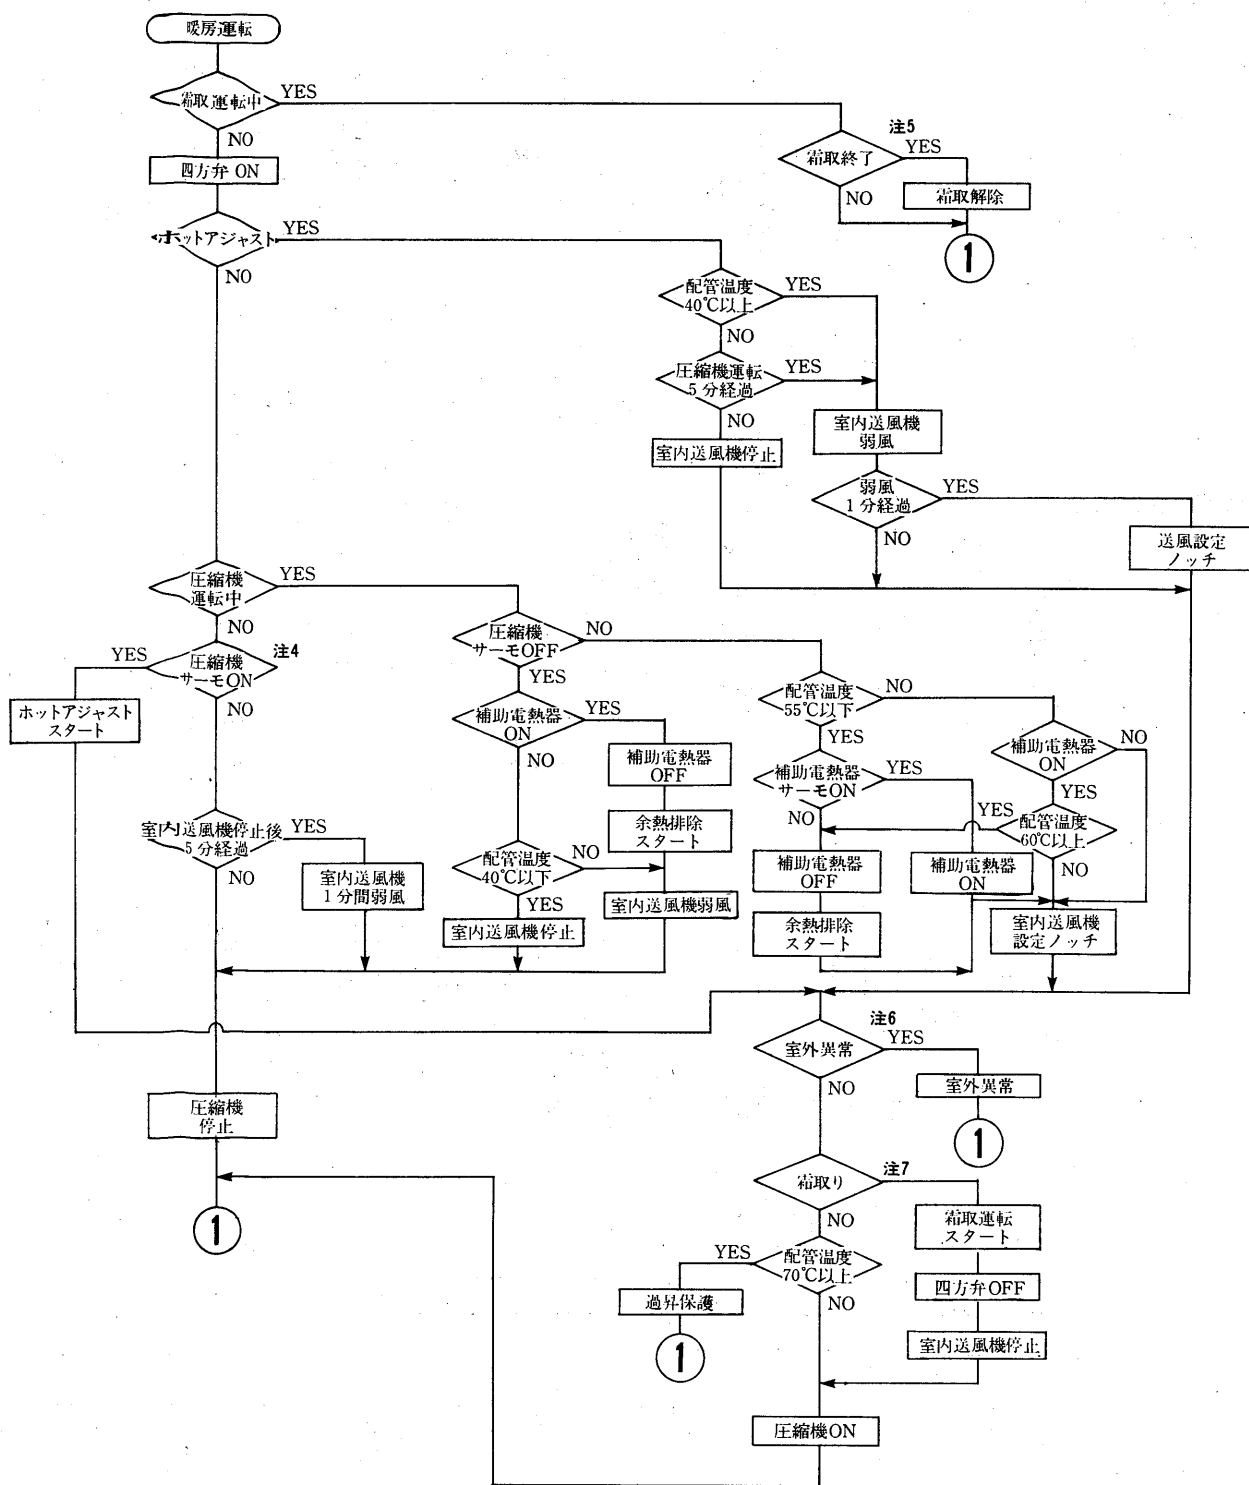 暖房運転
霜取運転中
YES
NO
四方弁 ON
注5
霜取終了
YES
NO
霜取解除
1
ホットアジャスト
YES
NO
配管温度
40℃以上
YES
NO
圧縮機運転
5分経過
YES
NO
室内送風機
弱風
室内送風機停止
弱風
1分経過
YES
NO
送風設定
ノッチ
圧縮機
運転中
YES
NO
圧縮機
サーモON
注4
YES
NO
ホットアジャスト
スタート
圧縮機
サーモOFF
NO
YES
補助電熱器
ON
YES
NO
補助電熱器
OFF
余熱排除
スタート
配管温度
40℃以下
NO
YES
室内送風機弱風
室内送風機停止
室内送風機停止後
5分経過
YES
NO
室内送風機
1分間弱風
配管温度
55℃以下
NO
YES
補助電熱器
ON
NO
YES
補助電熱器
サーモON
YES
NO
配管温度
60℃以上
YES
NO
補助電熱器
OFF
補助電熱器
ON
余熱排除
スタート
室内送風機
設定ノッチ
注6
室外異常
YES
NO
室外異常
1
圧縮機
停止
1
霜取り
注7
NO
霜取運転
スタート
四方弁OFF
室内送風機停止
配管温度
70℃以上
YES
NO
過昇保護
1
圧縮機ON